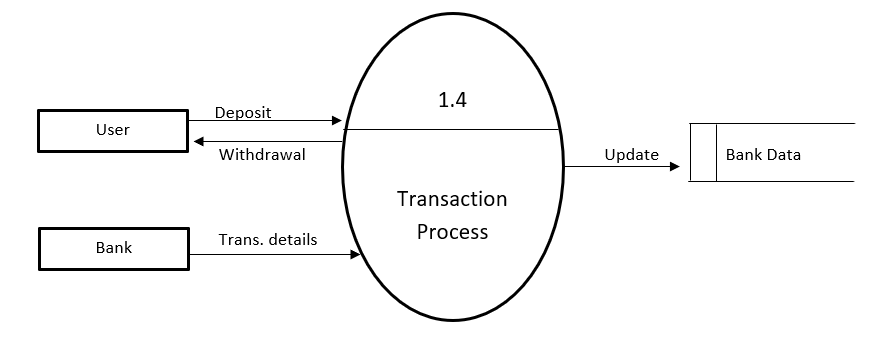 1.4
Deposit
User
Withdrawal
Update
Bank Data
Transaction
Process
Trans. details
Bank